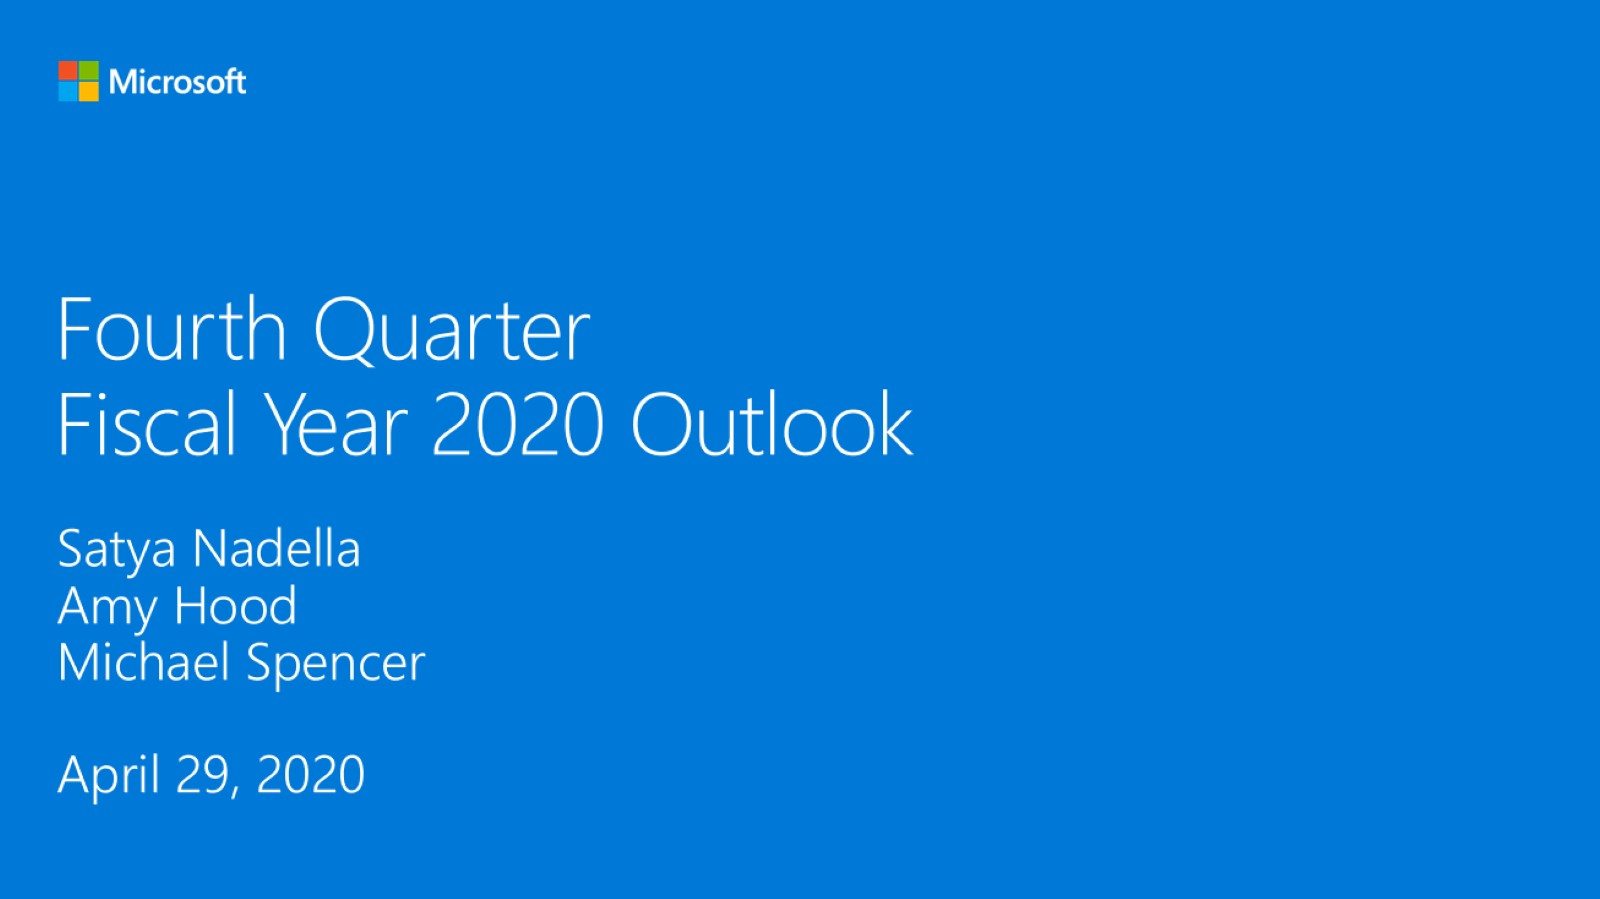 Microsoft
Fourth Quarter
Fiscal Year 2020 Outlook
Satya Nadella
Amy Hood
Michael Spencer
April 29, 2020